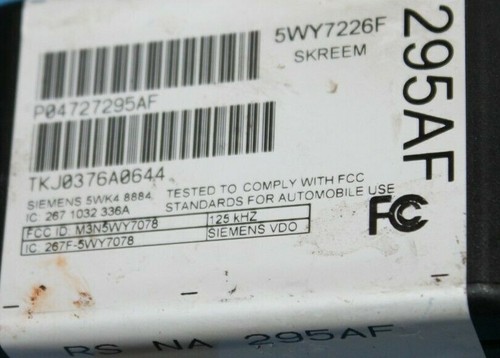 5WY7226F
SKREEM
P04727295AF
TKJ0376A0644
295AF
SIEMENS 5WK4 8884
IC: 267 1032 336A
TESTED TO COMPLY WITH FCC
STANDARDS FOR AUTOMOBILE USE
FCC ID: M3N5WY7078 125 kHZ
IC: 267F-5WY7078 SIEMENS VDO
FC
RS NA 295AF